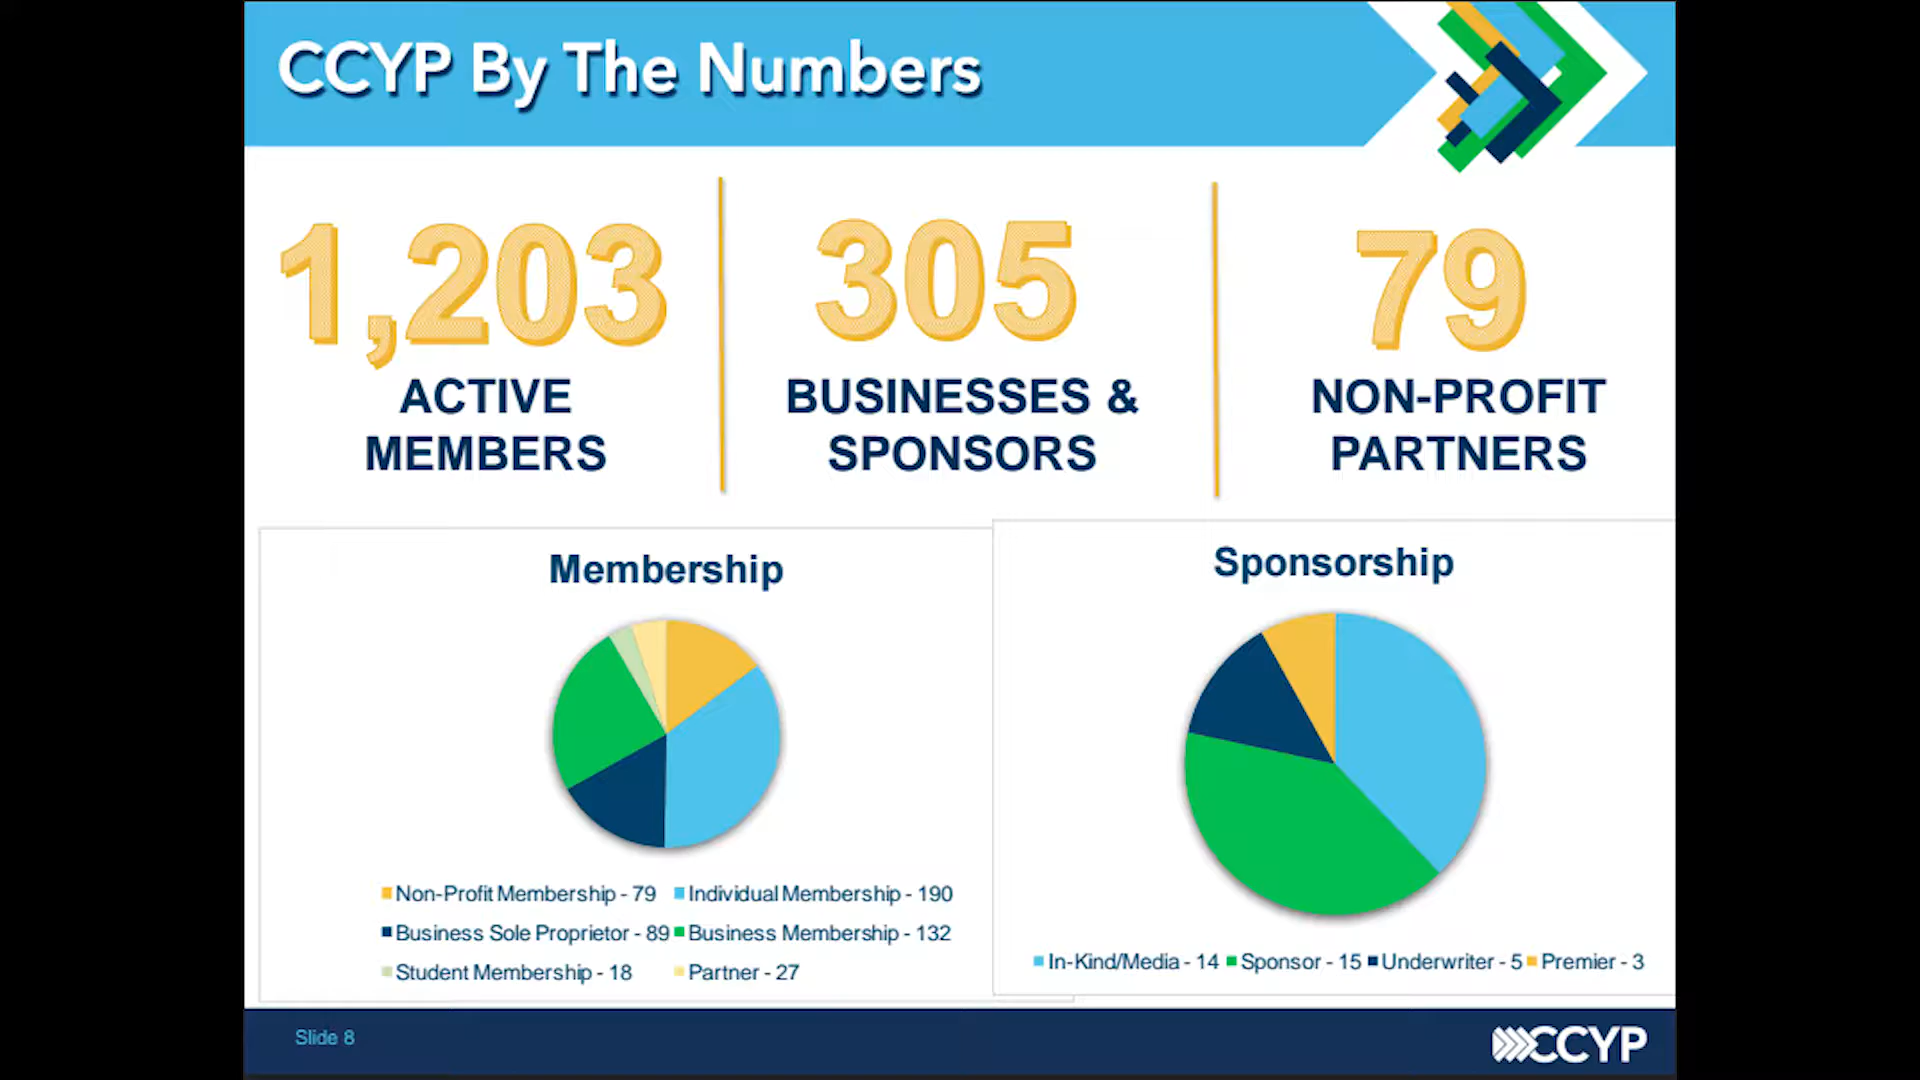 CCYP By The Numbers
1,203
ACTIVE
MEMBERS
305
BUSINESSES &
SPONSORS
79
NON-PROFIT
PARTNERS
Membership
Non-Profit Membership - 79
Individual Membership - 190
Business Sole Proprietor - 89
Business Membership - 132
Student Membership - 18
Partner - 27
Sponsorship
In-Kind/Media - 14
Sponsor - 15
Underwriter - 5
Premier - 3
Slide 8
CCYP